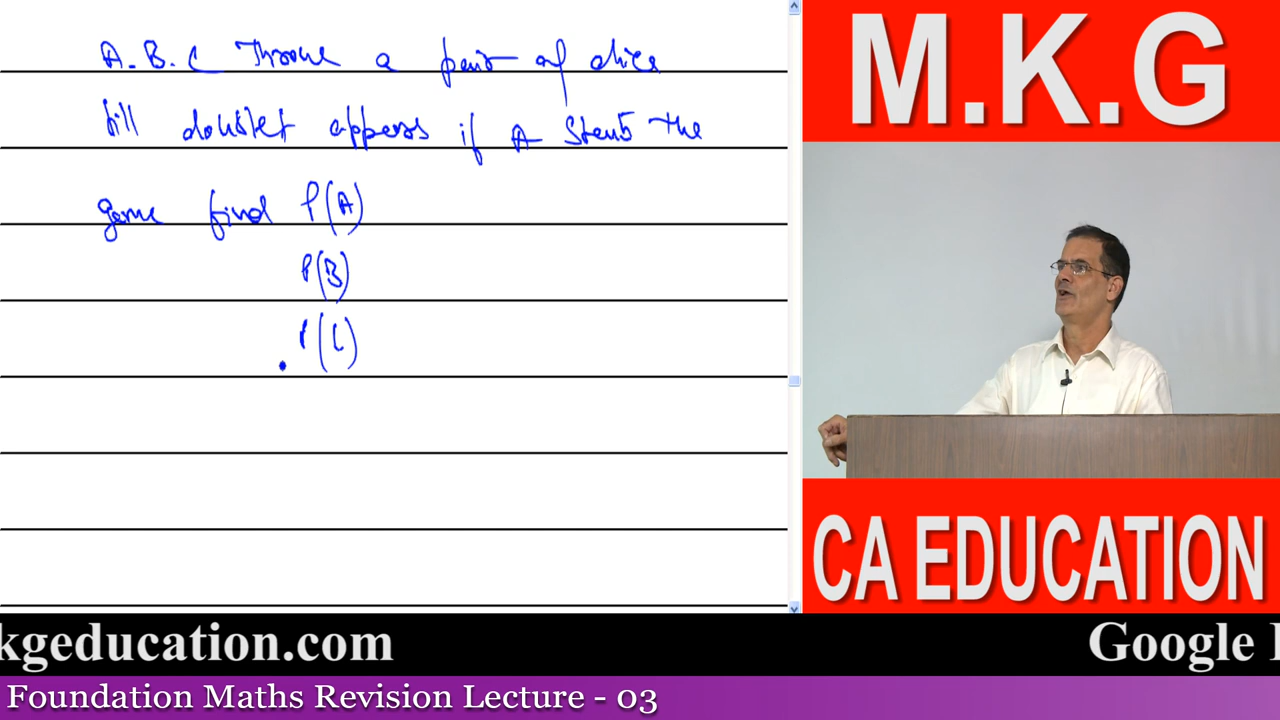 A. B. C Throw a pair of dice
till doublet appears if A starts the
game find P(A)
P(B)
P(C)
M.K.G
CA EDUCATION
kgeducation.com
Google
Foundation Maths Revision Lecture - 03